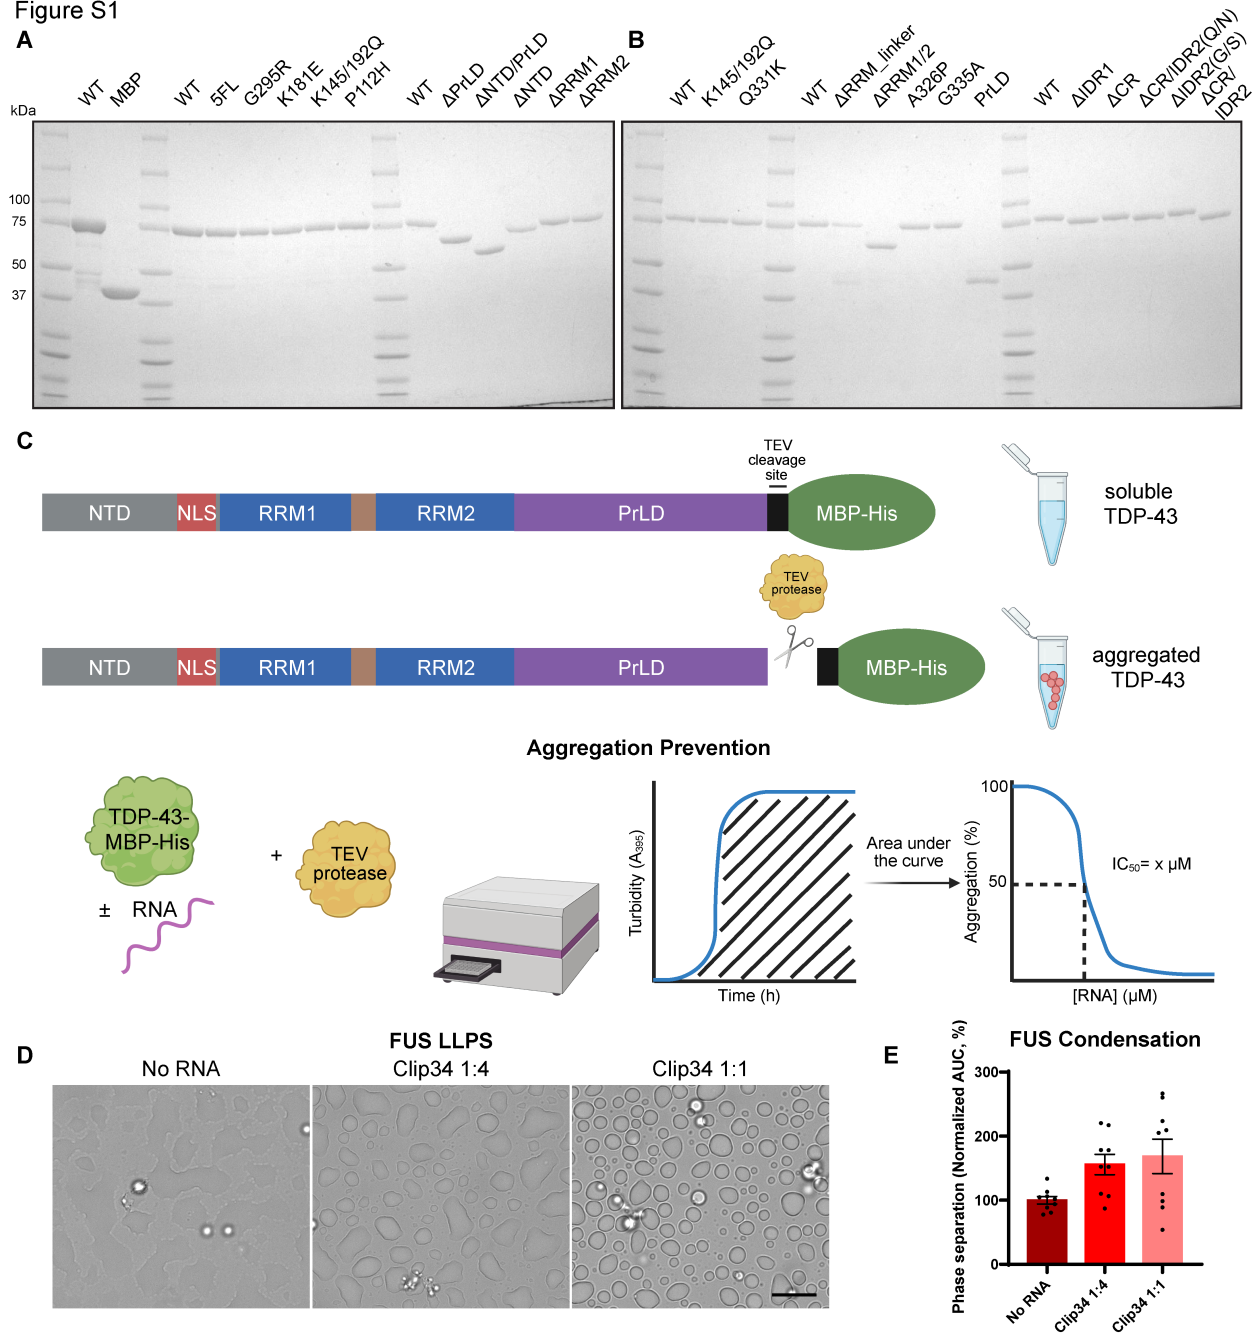 Figure S1
A
B
WT
MBP
WT
5FL
G295R
K181E
K145/192Q
P112H
WT
ΔPrLD
ΔNTD/PrLD
ΔNTD
ΔRRM1
ΔRRM2
WT
K145/192Q
Q331K
WT
ΔRRM_linker
ΔRRM1/2
A326P
G335A
PrLD
WT
ΔIDR1
ΔCR
ΔCR/IDR2(Q/N)
ΔIDR2(G/S)
ΔCR/
IDR2
kDa
100
75
50
37
C
TEV
cleavage
site
NTD
NLS
RRM1
RRM2
PrLD
MBP-His
soluble
TDP-43
TEV
protease
NTD
NLS
RRM1
RRM2
PrLD
MBP-His
aggregated
TDP-43
Aggregation Prevention
TDP-43-
MBP-His
+
TEV
protease
± RNA
Turbidity (A395)
Time (h)
Area under
the curve
Aggregation (%)
100
50
IC50= x µM
[RNA] (µM)
D
FUS LLPS
No RNA
Clip34 1:4
Clip34 1:1
E
FUS Condensation
Phase separation (Normalized AUC, %)
300
200
100
0
No RNA
Clip34 1:4
Clip34 1:1